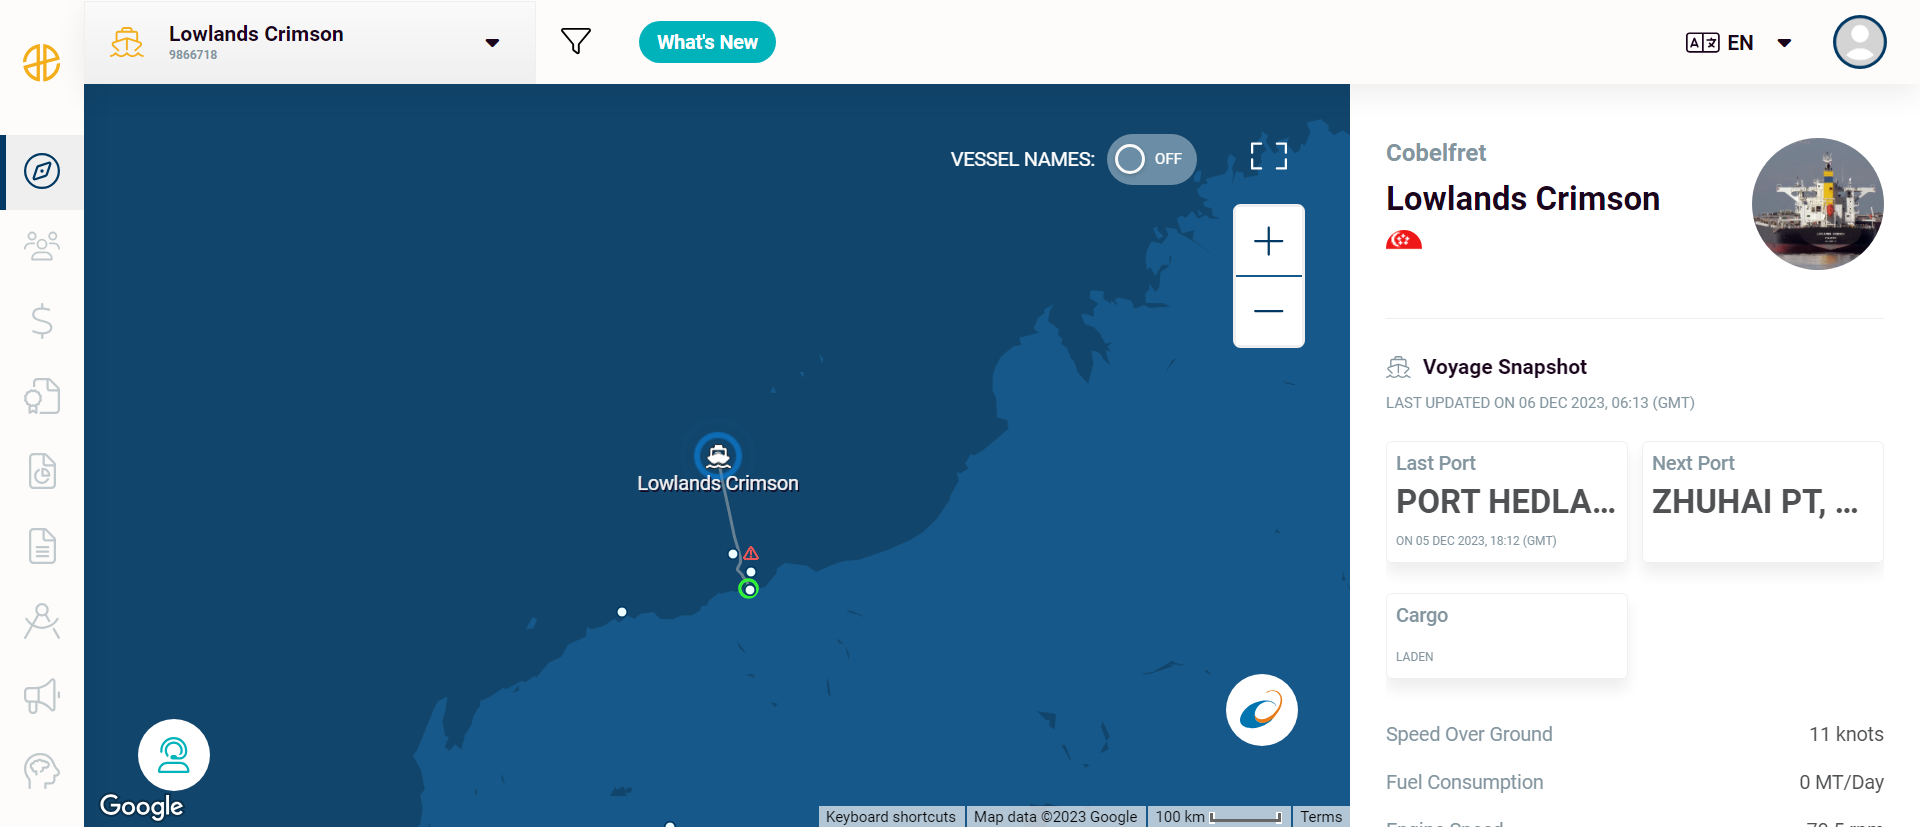 Lowlands Crimson
9866718
What's New
EN
VESSEL NAMES:
OFF
Lowlands Crimson
Google
Keyboard shortcuts
Map data ©2023 Google
100 km
Terms
Cobelfret
Lowlands Crimson
Voyage Snapshot
LAST UPDATED ON 06 DEC 2023, 06:13 (GMT)
Last Port
PORT HEDLA...
ON 05 DEC 2023, 18:12 (GMT)
Next Port
ZHUHAI PT, ...
Cargo
LADEN
Speed Over Ground
11 knots
Fuel Consumption
0 MT/Day